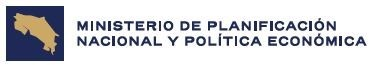 MINISTERIO DE PLANIFICACIÓN
NACIONAL Y POLÍTICA ECONÓMICA